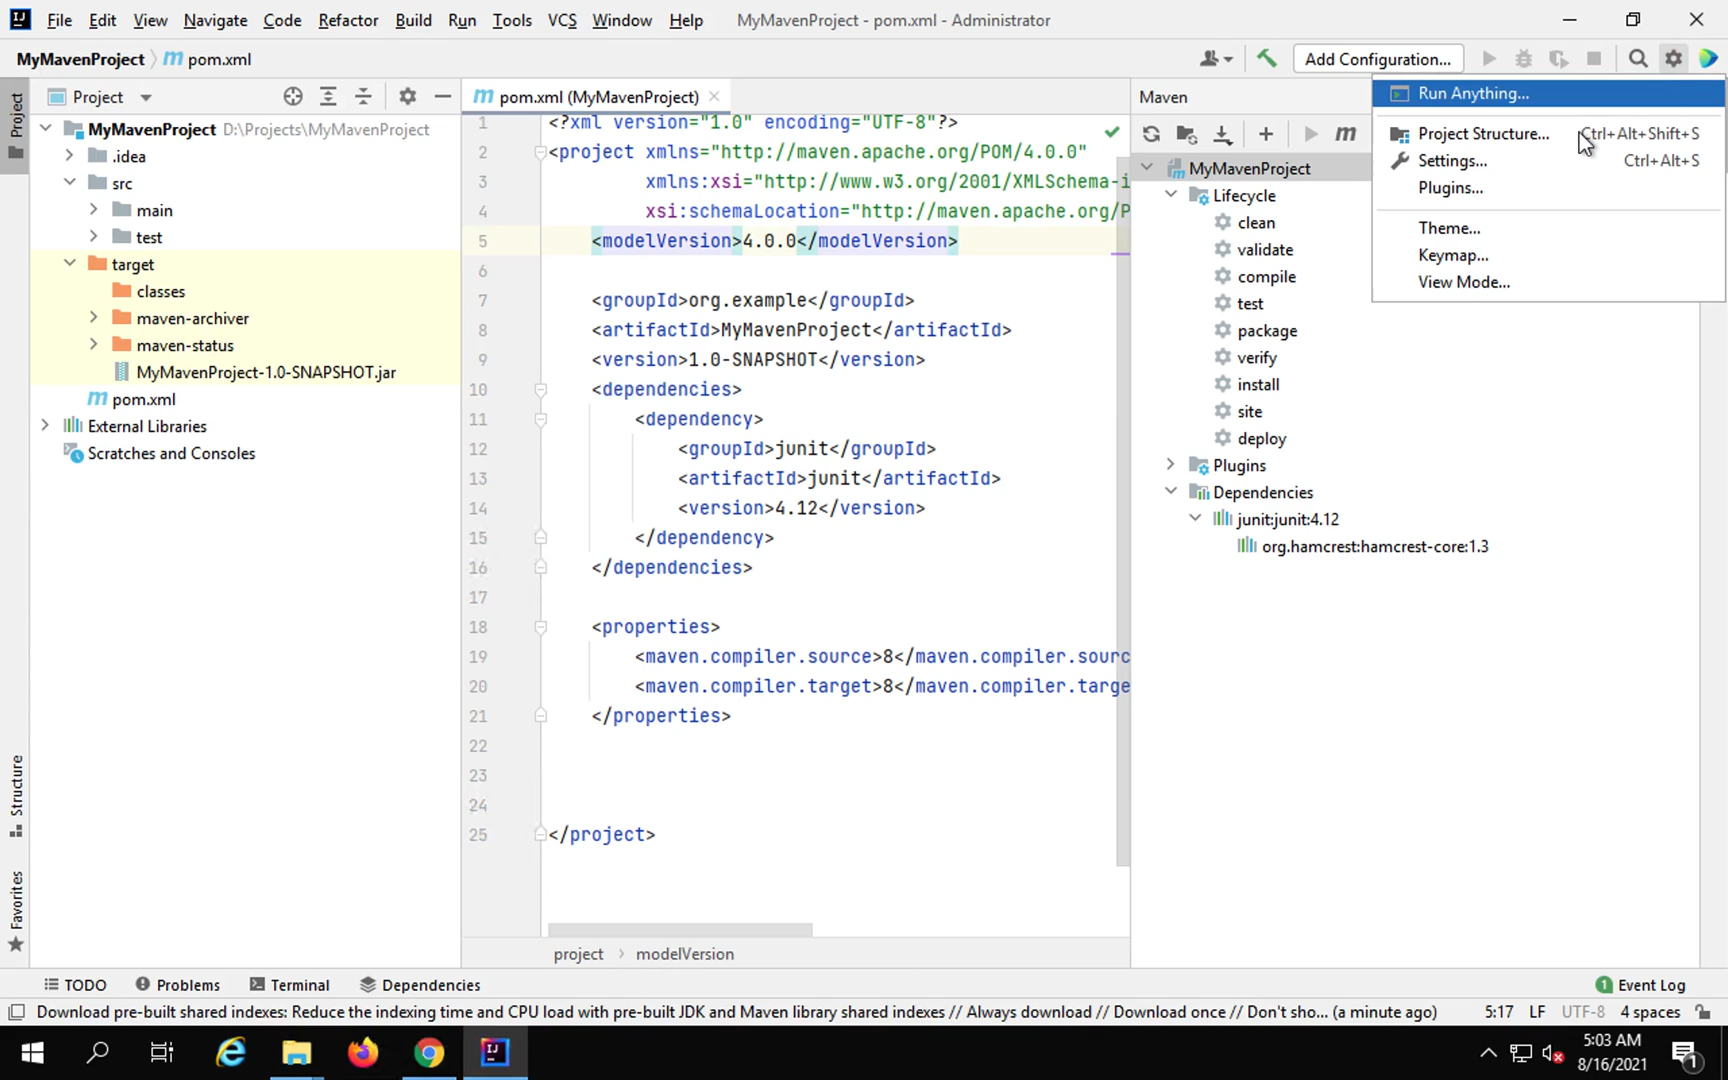 File Edit View Navigate Code Refactor Build Run Tools VCS Window Help MyMavenProject - pom.xml - Administrator
MyMavenProject pom.xml Add Configuration...
Project
Structure
Favorites
Project
MyMavenProject D:\Projects\MyMavenProject
.idea
src
main
test
target
classes
maven-archiver
maven-status
MyMavenProject-1.0-SNAPSHOT.jar
pom.xml
External Libraries
Scratches and Consoles
pom.xml (MyMavenProject)
1 <?xml version="1.0" encoding="UTF-8"?>
2 <project xmlns="http://maven.apache.org/POM/4.0.0"
3 xmlns:xsi="http://www.w3.org/2001/XMLSchema-i
4 xsi:schemaLocation="http://maven.apache.org/P
5 <modelVersion>4.0.0</modelVersion>
6
7 <groupId>org.example</groupId>
8 <artifactId>MyMavenProject</artifactId>
9 <version>1.0-SNAPSHOT</version>
10 <dependencies>
11 <dependency>
12 <groupId>junit</groupId>
13 <artifactId>junit</artifactId>
14 <version>4.12</version>
15 </dependency>
16 </dependencies>
17
18 <properties>
19 <maven.compiler.source>8</maven.compiler.sourc
20 <maven.compiler.target>8</maven.compiler.targe
21 </properties>
22
23
24
25 </project>
project modelVersion
Maven
MyMavenProject
Lifecycle
clean
validate
compile
test
package
verify
install
site
deploy
Plugins
Dependencies
junit:junit:4.12
org.hamcrest:hamcrest-core:1.3
Run Anything...
Project Structure... Ctrl+Alt+Shift+S
Settings... Ctrl+Alt+S
Plugins...
Theme...
Keymap...
View Mode...
TODO Problems Terminal Dependencies 1 Event Log
Download pre-built shared indexes: Reduce the indexing time and CPU load with pre-built JDK and Maven library shared indexes // Always download // Download once // Don't sho... (a minute ago) 5:17 LF UTF-8 4 spaces
5:03 AM
8/16/2021
1